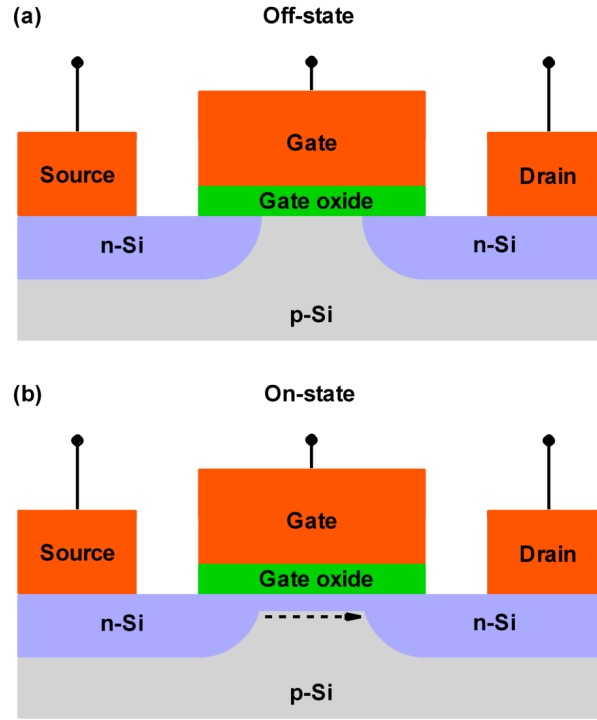 (a) Off-state
Source
Gate
Drain
Gate oxide
n-Si
n-Si
p-Si
(b) On-state
Source
Gate
Drain
Gate oxide
n-Si
n-Si
p-Si